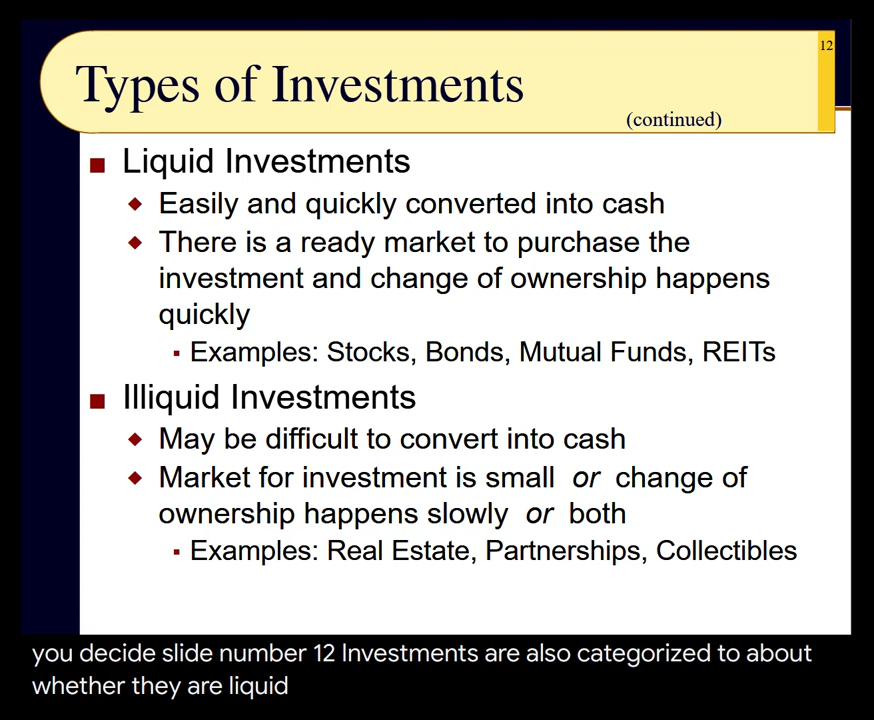 12
Types of Investments
(continued)
Liquid Investments
Easily and quickly converted into cash
There is a ready market to purchase the
investment and change of ownership happens
quickly
Examples: Stocks, Bonds, Mutual Funds, REITs
Illiquid Investments
May be difficult to convert into cash
Market for investment is small or change of
ownership happens slowly or both
Examples: Real Estate, Partnerships, Collectibles
you decide slide number 12 Investments are also categorized to about
whether they are liquid